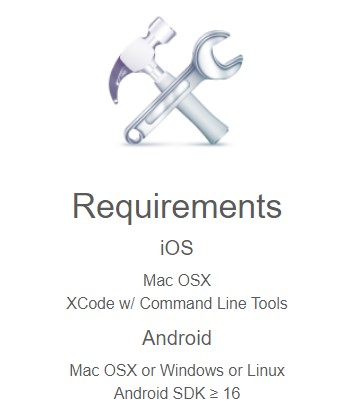 Requirements
iOS
Mac OSX
XCode w/ Command Line Tools
Android
Mac OSX or Windows or Linux
Android SDK ≥ 16